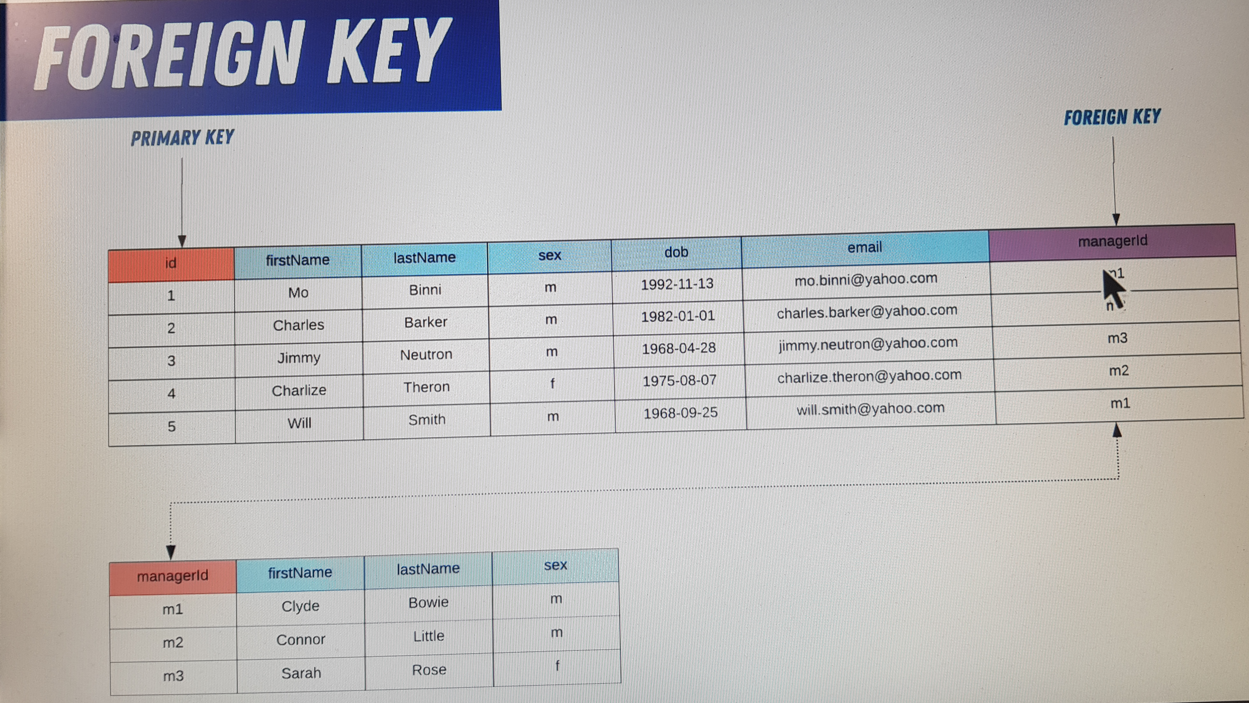 FOREIGN KEY
PRIMARY KEY
FOREIGN KEY
id firstName lastName sex dob email managerId
1 Mo Binni m 1992-11-13 mo.binni@yahoo.com
2 Charles Barker m 1982-01-01 charles.barker@yahoo.com
3 Jimmy Neutron m 1968-04-28 jimmy.neutron@yahoo.com m3
4 Charlize Theron f 1975-08-07 charlize.theron@yahoo.com m2
5 Will Smith m 1968-09-25 will.smith@yahoo.com m1
managerId firstName lastName sex
m1 Clyde Bowie m
m2 Connor Little m
m3 Sarah Rose f